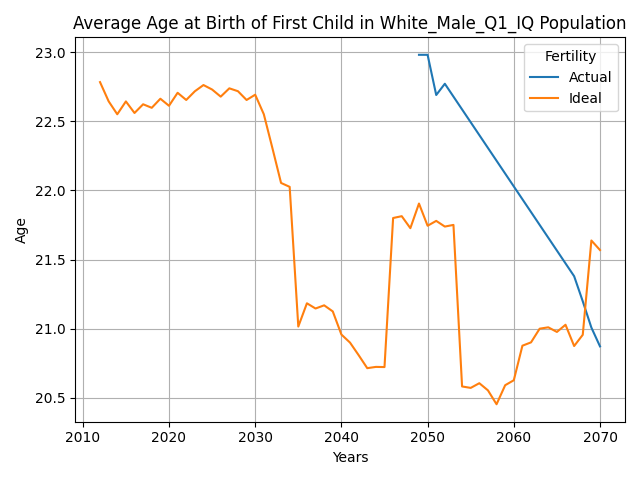 Average Age at Birth of First Child in White_Male_Q1_IQ Population
23.0
22.5
22.0
21.5
21.0
20.5
Age
Fertility
Actual
Ideal
2010 2020 2030 2040 2050 2060 2070
Years